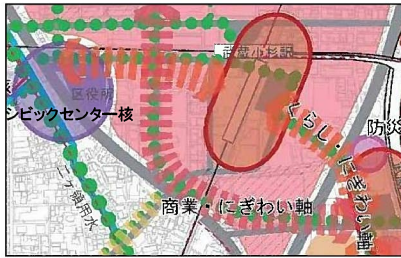 武蔵小杉駅
区役所
シビックセンター核
防災
くらし・にぎわい軸
商業・にぎわい軸
二ヶ領用水